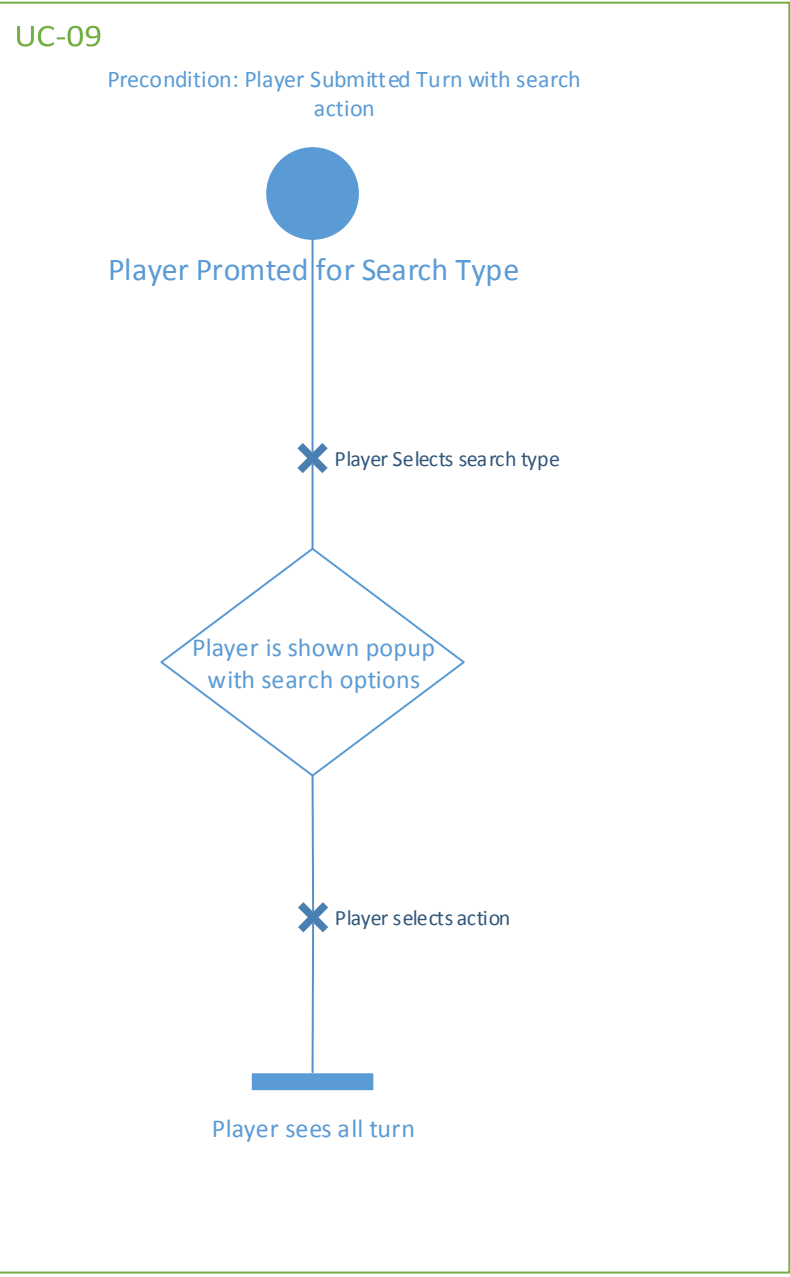 UC-09
Precondition: Player Submitted Turn with search
action
Player Promted for Search Type
Player Selects search type
Player is shown popup
with search options
Player selects action
Player sees all turn